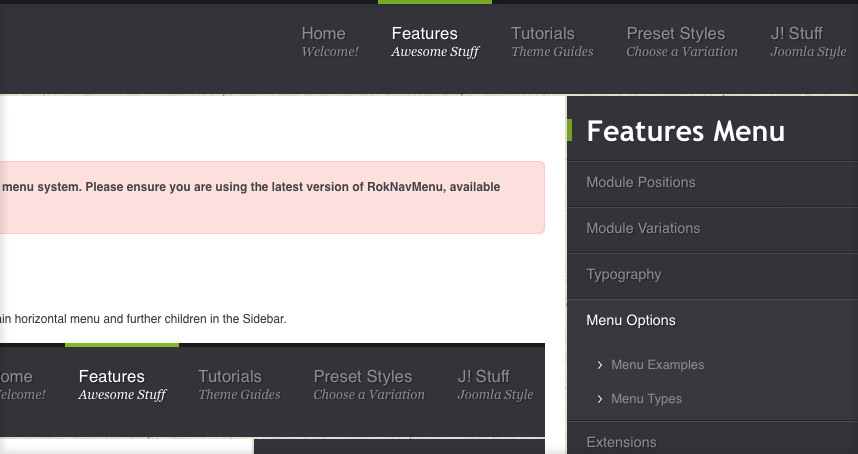 Home Features Tutorials Preset Styles J! Stuff
Welcome! Awesome Stuff Theme Guides Choose a Variation Joomla Style
menu system. Please ensure you are using the latest version of RokNavMenu, available
ain horizontal menu and further children in the Sidebar.
ome Features Tutorials Preset Styles J! Stuff
elcome! Awesome Stuff Theme Guides Choose a Variation Joomla Style
Features Menu
Module Positions
Module Variations
Typography
Menu Options
Menu Examples
Menu Types
Extensions